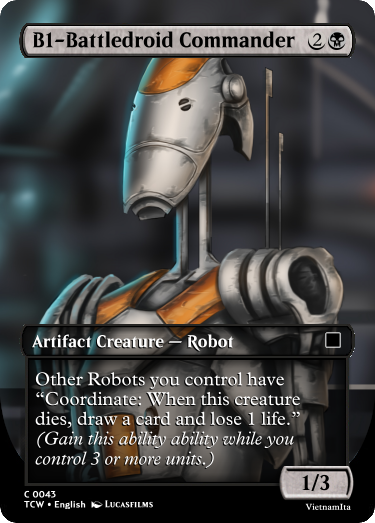 B1-Battledroid Commander 2
Artifact Creature — Robot
Other Robots you control have
“Coordinate: When this creature
dies, draw a card and lose 1 life.”
(Gain this ability ability while you
control 3 or more units.)
1/3
C 0043
TCW • English LUCASFILMS
VietnamIta